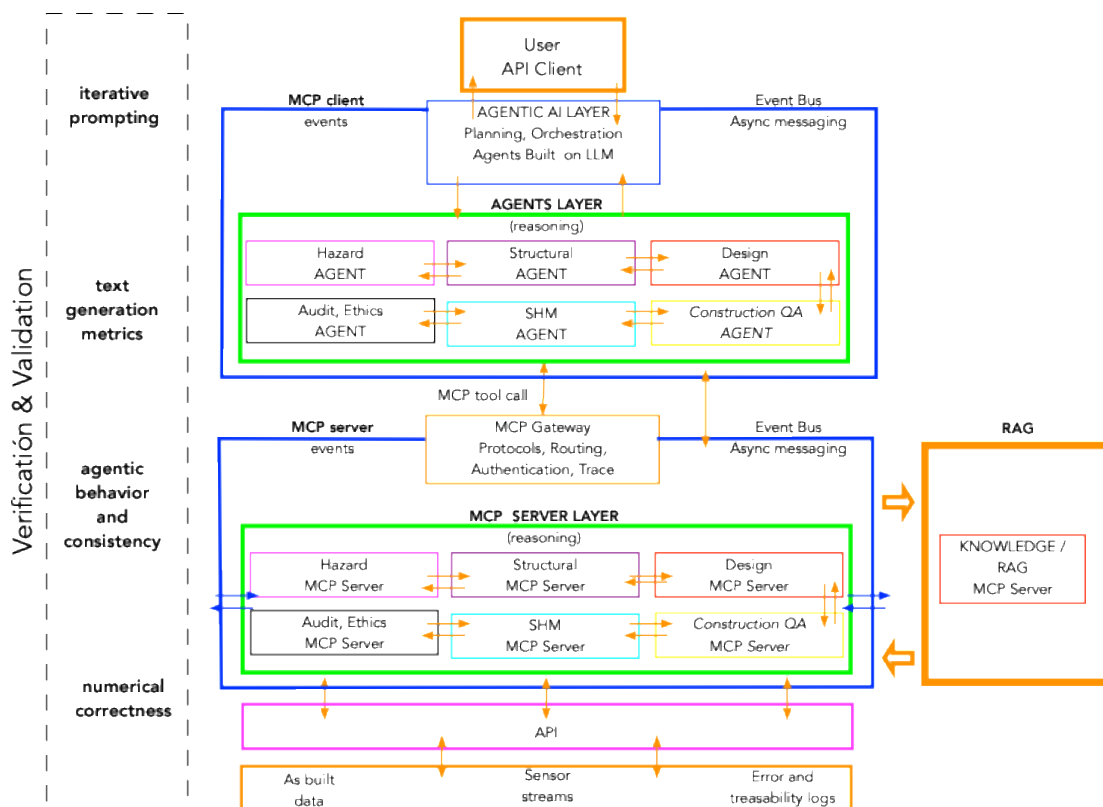 Verificatión & Validation
iterative
prompting
text
generation
metrics
agentic
behavior
and
consistency
numerical
correctness
User
API Client
MCP client
events
AGENTIC AI LAYER
Planning, Orchestration
Agents Built on LLM
Event Bus
Async messaging
AGENTS LAYER
(reasoning)
Hazard
AGENT
Structural
AGENT
Design
AGENT
Audit, Ethics
AGENT
SHM
AGENT
Construction QA
AGENT
MCP tool call
MCP server
events
MCP Gateway
Protocols, Routing,
Authentication, Trace
Event Bus
Async messaging
MCP SERVER LAYER
(reasoning)
Hazard
MCP Server
Structural
MCP Server
Design
MCP Server
Audit, Ethics
MCP Server
SHM
MCP Server
Construction QA
MCP Server
RAG
KNOWLEDGE /
RAG
MCP Server
API
As built
data
Sensor
streams
Error and
treasability logs